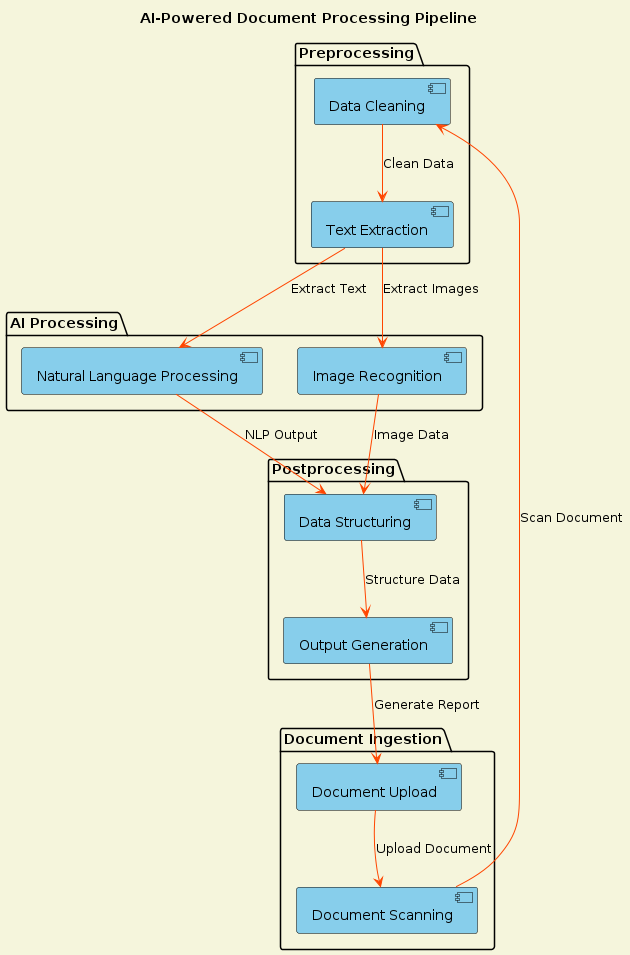 AI-Powered Document Processing Pipeline
Preprocessing
Data Cleaning
Clean Data
Text Extraction
Extract Text
Extract Images
AI Processing
Natural Language Processing
Image Recognition
NLP Output
Image Data
Postprocessing
Data Structuring
Scan Document
Structure Data
Output Generation
Generate Report
Document Ingestion
Document Upload
Upload Document
Document Scanning